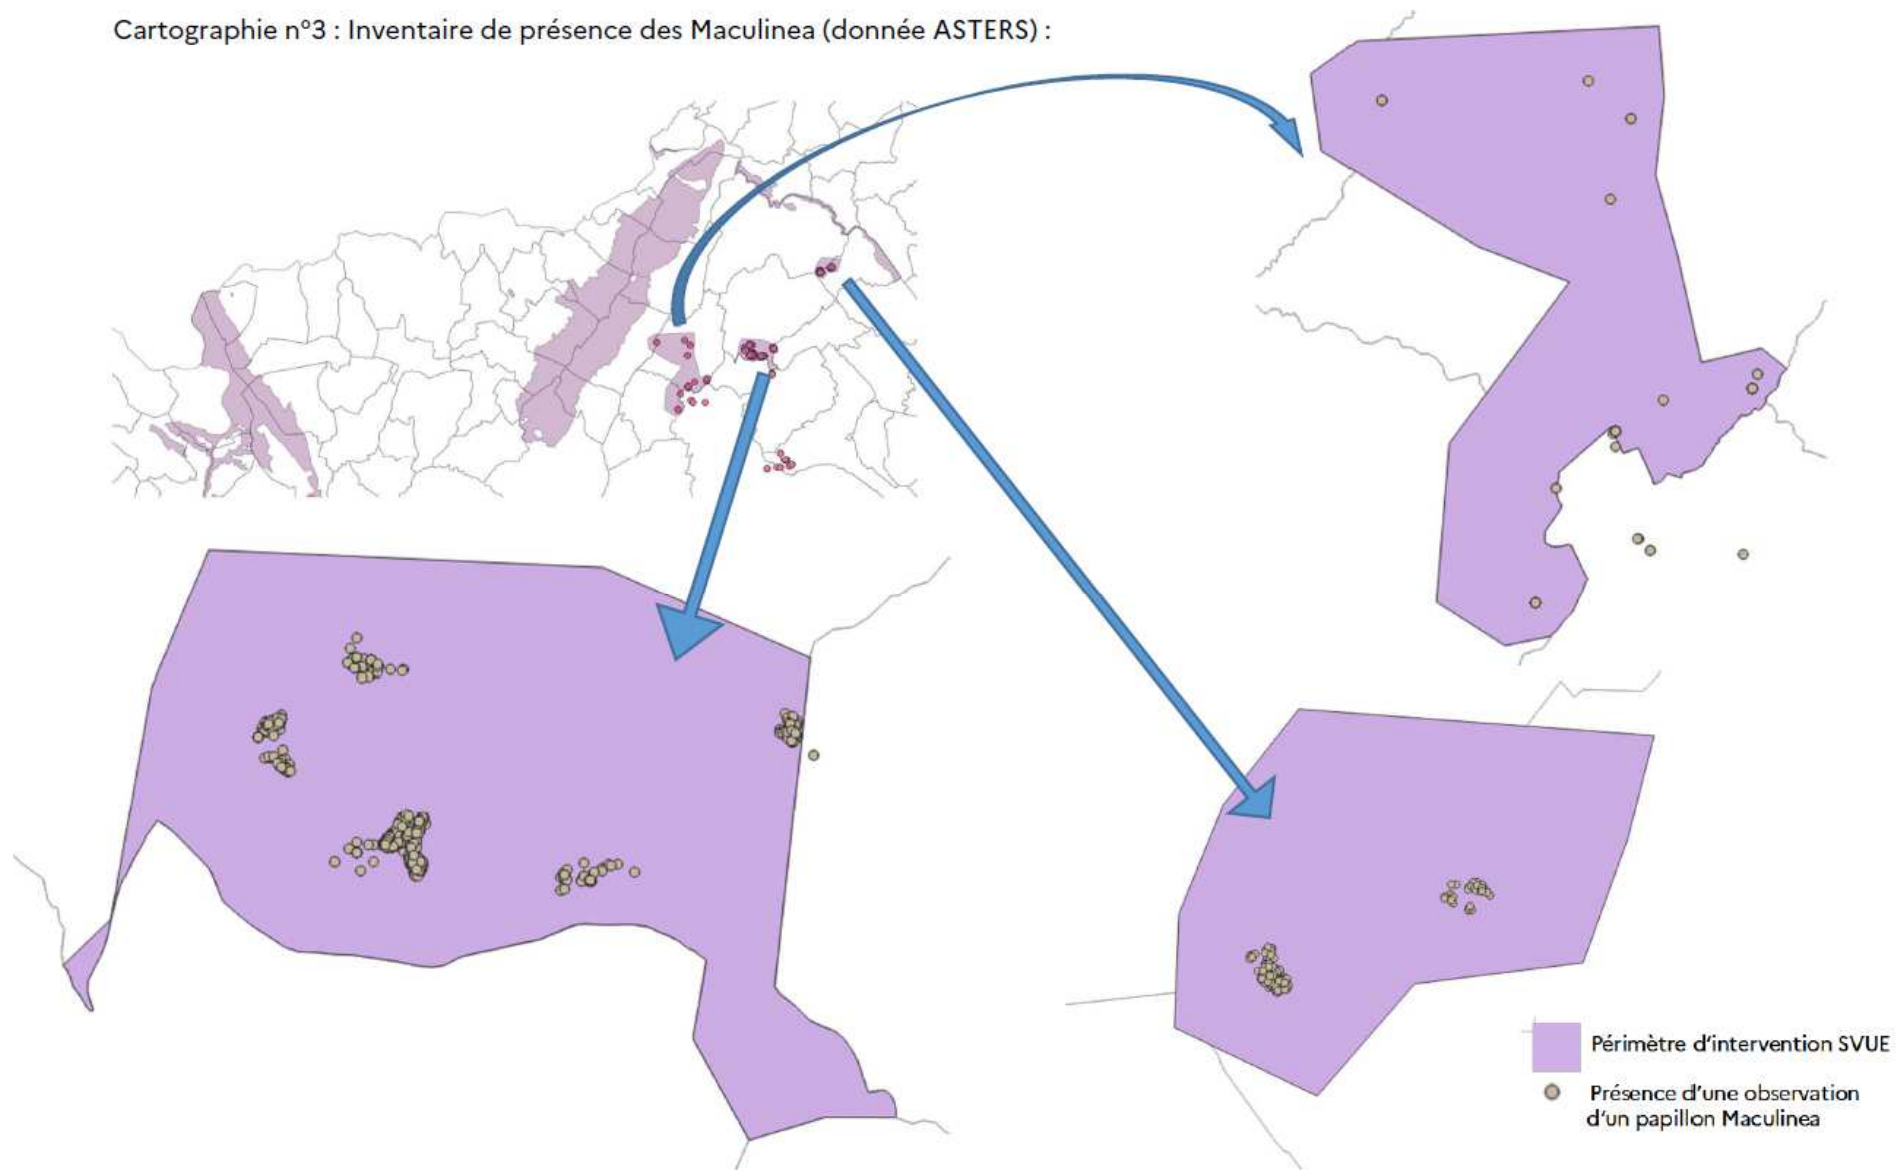 Cartographie n°3 : Inventaire de présence des Maculinea (donnée ASTERS) :
Périmètre d'intervention SVUE
Présence d'une observation
d'un papillon Maculinea